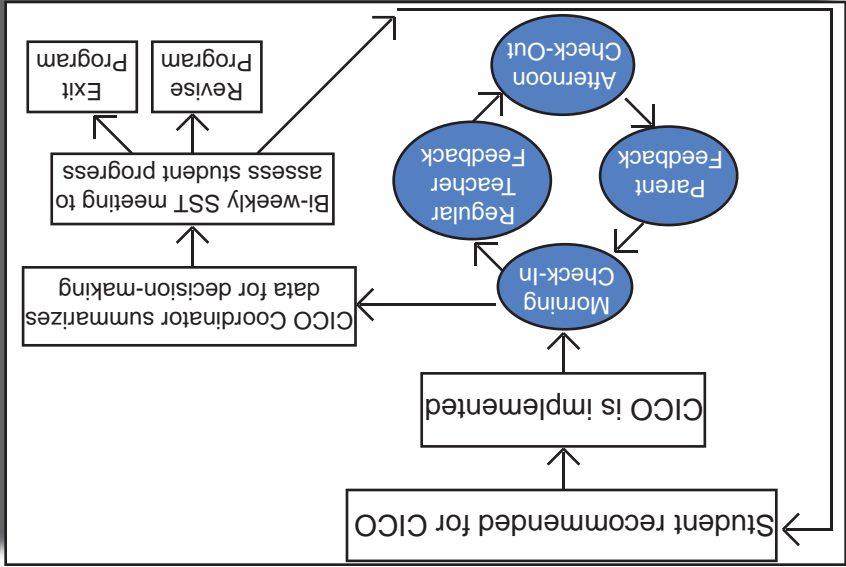 Student recommended for CICO
CICO is implemented
Morning
Check-In
Regular
Teacher
Feedback
Afternoon
Check-Out
Parent
Feedback
CICO Coordinator summarizes
data for decision-making
Bi-weekly SST meeting to
assess student progress
Revise
Program
Exit
Program